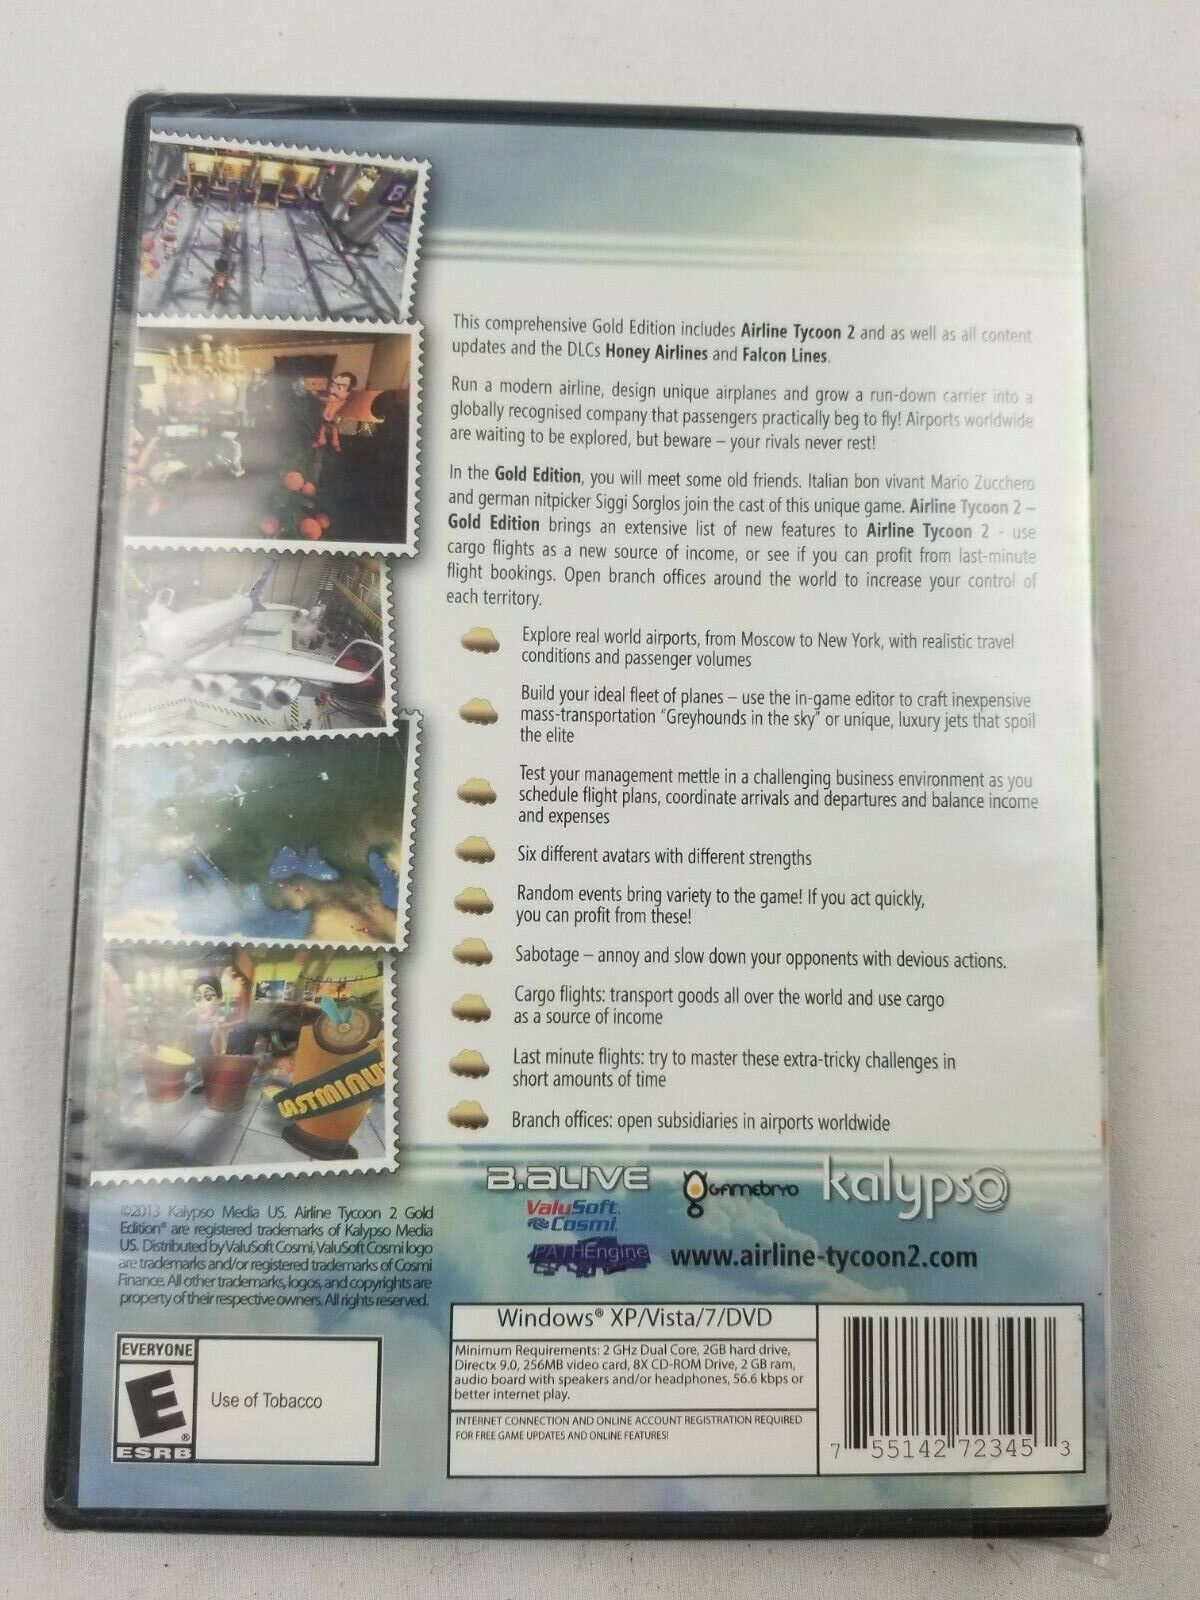 B
This comprehensive Gold Edition includes Airline Tycoon 2 and as well as all content
updates and the DLCs Honey Airlines and Falcon Lines.
Run a modern airline, design unique airplanes and grow a run-down carrier into a
globally recognised company that passengers practically beg to fly! Airports worldwide
are waiting to be explored, but beware – your rivals never rest!
In the Gold Edition, you will meet some old friends. Italian bon vivant Mario Zucchero
and german nitpicker Siggi Sorglos join the cast of this unique game. Airline Tycoon 2 –
Gold Edition brings an extensive list of new features to Airline Tycoon 2 - use
cargo flights as a new source of income, or see if you can profit from last-minute
flight bookings. Open branch offices around the world to increase your control of
each territory.
Explore real world airports, from Moscow to New York, with realistic travel
conditions and passenger volumes
Build your ideal fleet of planes – use the in-game editor to craft inexpensive
mass-transportation “Greyhounds in the sky” or unique, luxury jets that spoil
the elite
Test your management mettle in a challenging business environment as you
schedule flight plans, coordinate arrivals and departures and balance income
and expenses
Six different avatars with different strengths
Random events bring variety to the game! If you act quickly,
you can profit from these!
Sabotage – annoy and slow down your opponents with devious actions.
Cargo flights: transport goods all over the world and use cargo
as a source of income
Last minute flights: try to master these extra-tricky challenges in
short amounts of time
Branch offices: open subsidiaries in airports worldwide
LASTMINU
B.ALIVE
ValuSoft
Cosmi
PATHEngine
GAMEBRYO
kalypso
www.airline-tycoon2.com
©2013 Kalypso Media US. Airline Tycoon 2 Gold
Edition® are registered trademarks of Kalypso Media
US. Distributed by ValuSoft Cosmi, ValuSoft Cosmi logo
are trademarks and/or registered trademarks of Cosmi
Finance. All other trademarks, logos, and copyrights are
property of their respective owners. All rights reserved.
EVERYONE
E®
ESRB
Use of Tobacco
Windows® XP/Vista/7/DVD
Minimum Requirements: 2 GHz Dual Core, 2GB hard drive,
Directx 9.0, 256MB video card, 8X CD-ROM Drive, 2 GB ram,
audio board with speakers and/or headphones, 56.6 kbps or
better internet play.
INTERNET CONNECTION AND ONLINE ACCOUNT REGISTRATION REQUIRED
FOR FREE GAME UPDATES AND ONLINE FEATURES!
7 55142 72345 3